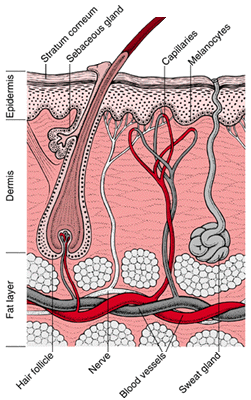 Stratum corneum
Sebaceous gland
Capillaries
Melanocytes
Epidermis
Dermis
Fat layer
Hair follicle
Nerve
Blood vessels
Sweat gland